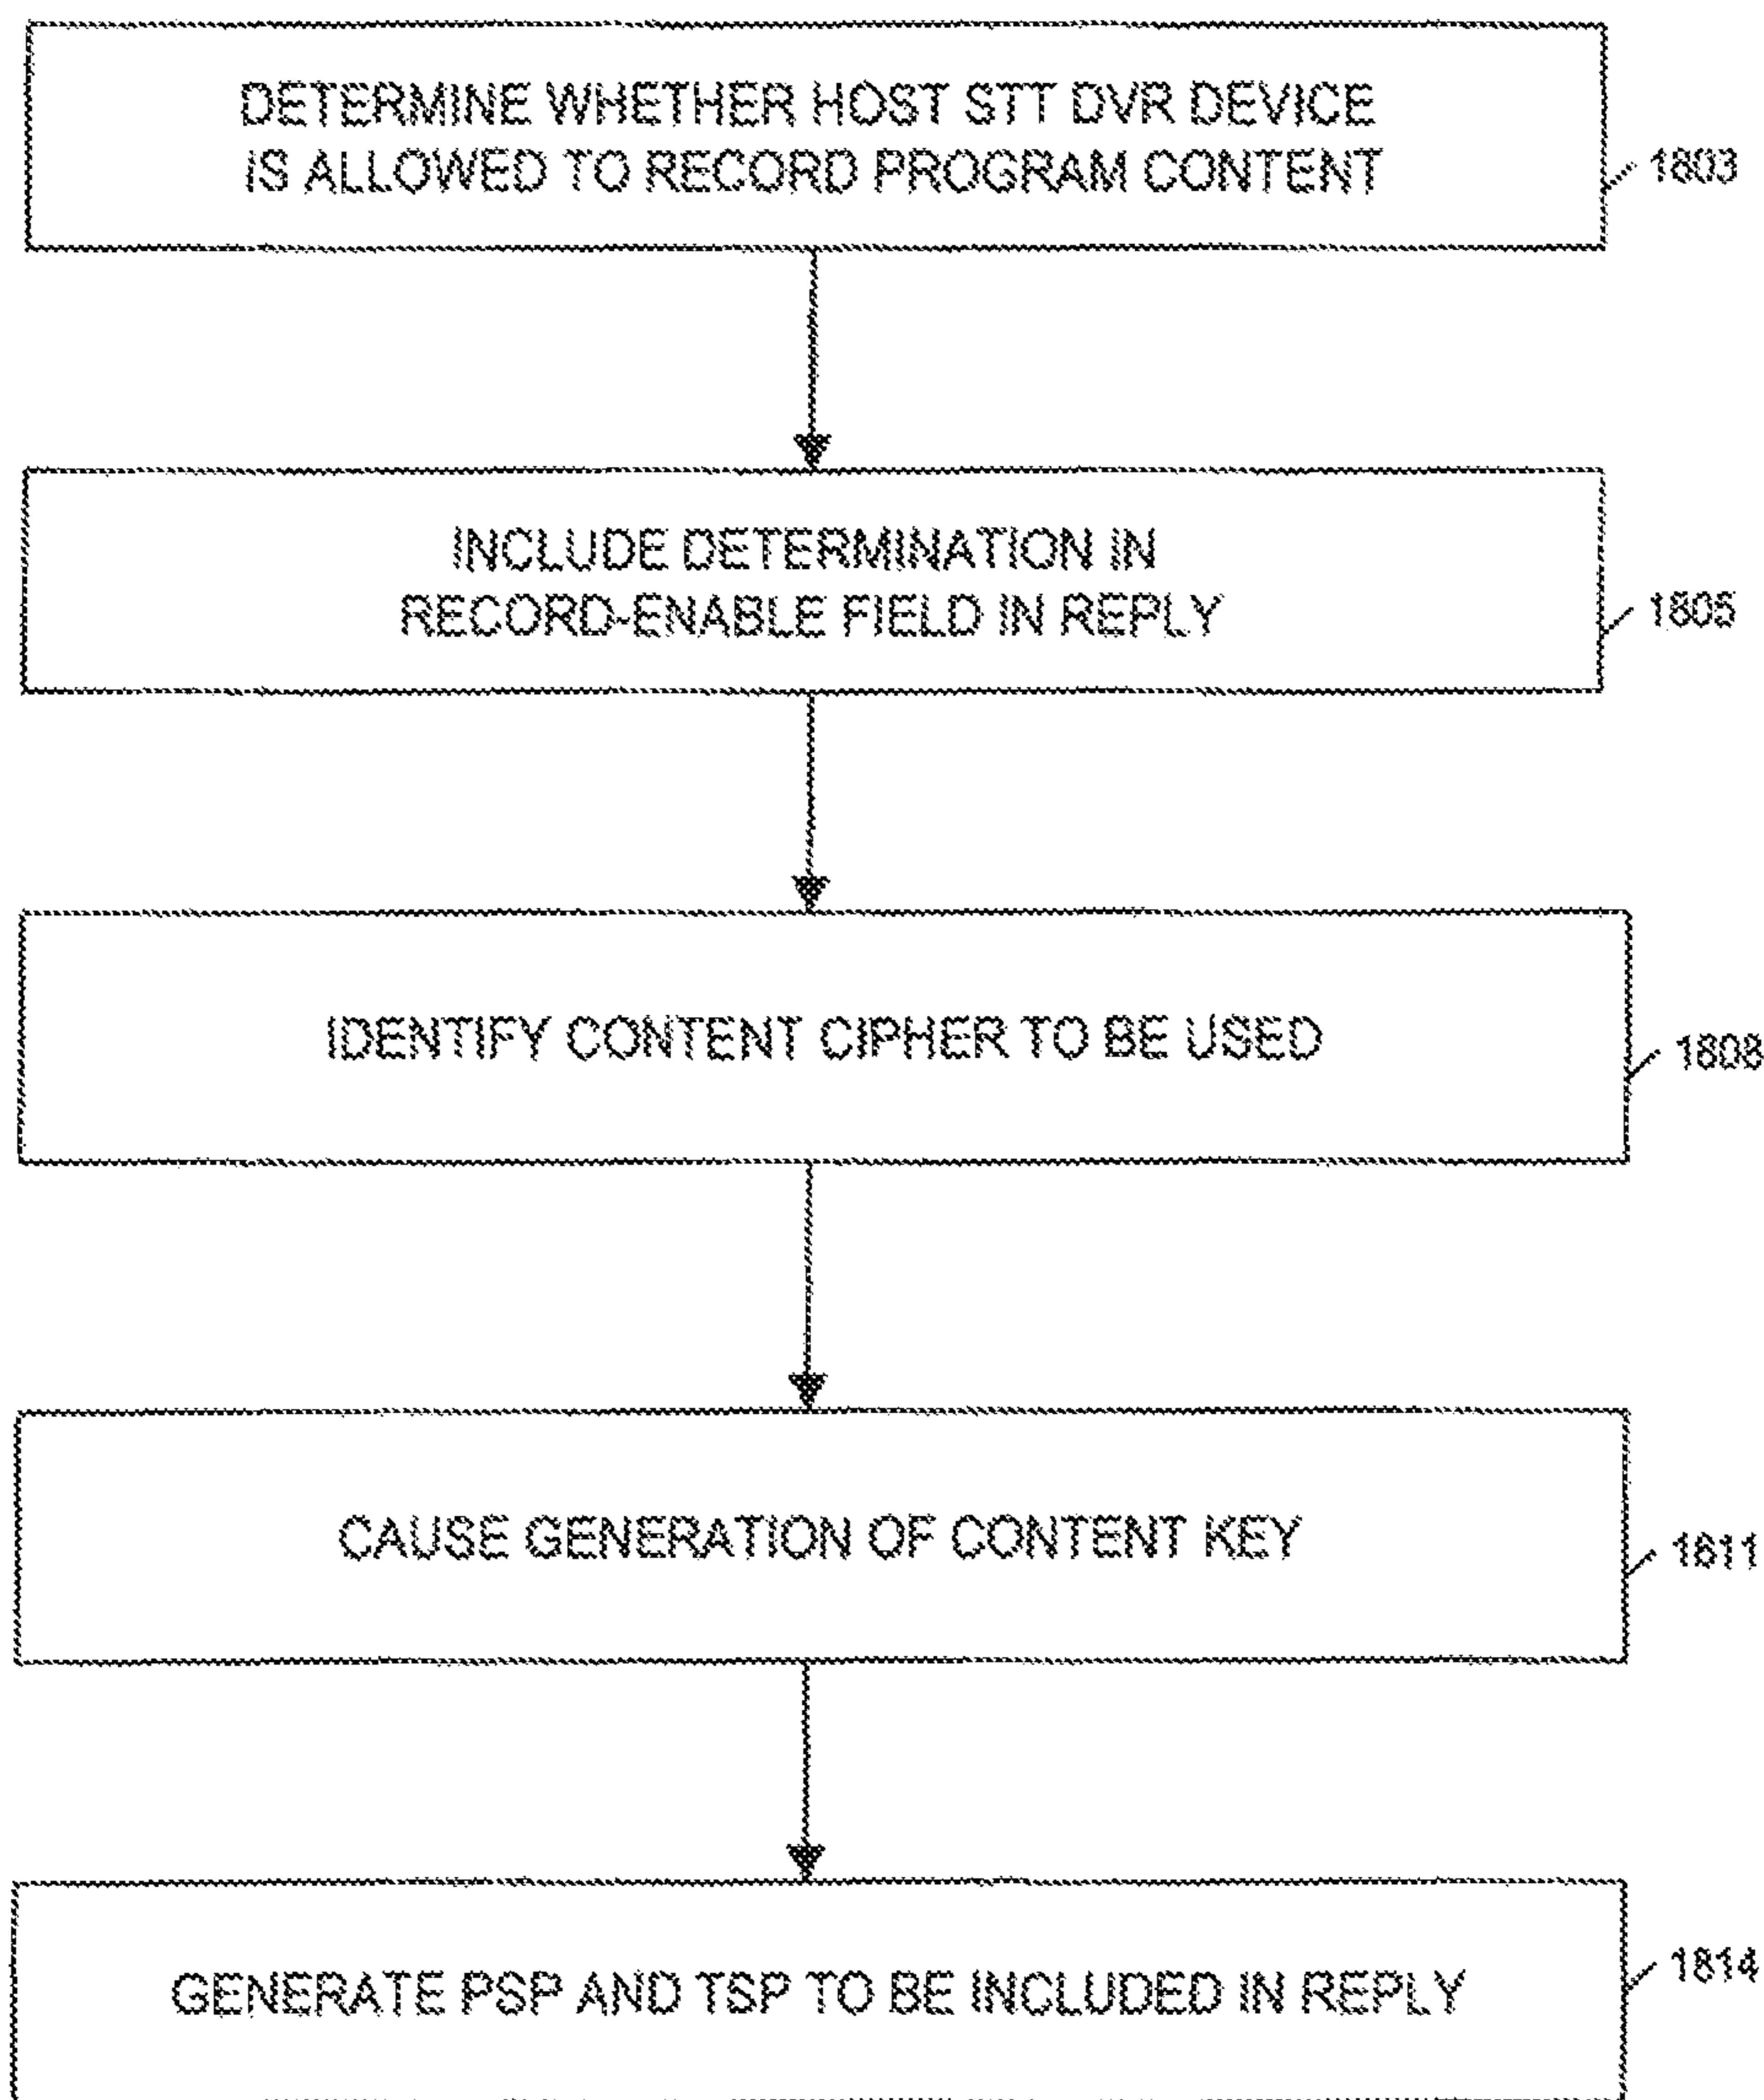 DETERMINE WHETHER HOST STT DVR DEVICE
IS ALLOWED TO RECORD PROGRAM CONTENT
1803
INCLUDE DETERMINATION IN
RECORD-ENABLE FIELD IN REPLY
1805
IDENTIFY CONTENT CIPHER TO BE USED
1808
CAUSE GENERATION OF CONTENT KEY
1811
GENERATE PSP AND TSP TO BE INCLUDED IN REPLY
1814